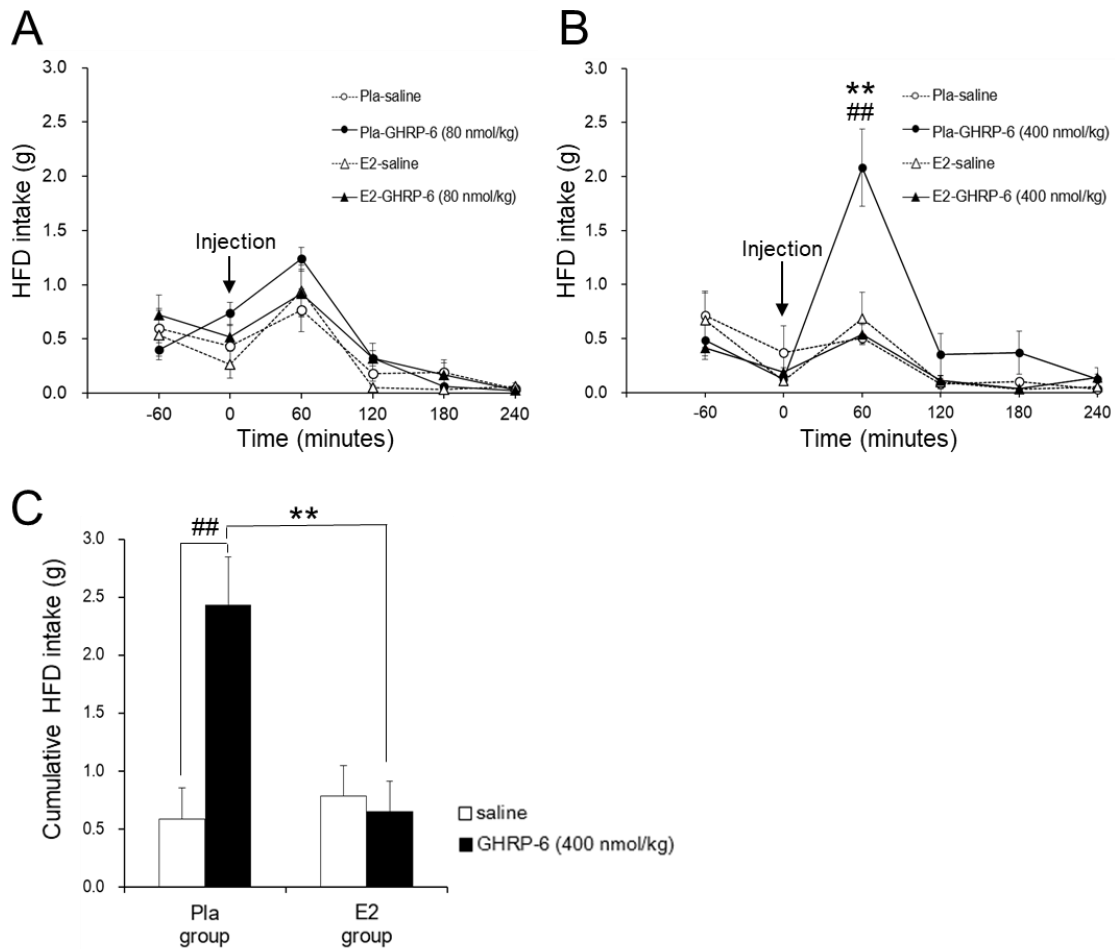 A
HFD intake (g)
3.0
2.5
2.0
1.5
1.0
0.5
0.0
Pla-saline
Pla-GHRP-6 (80 nmol/kg)
E2-saline
E2-GHRP-6 (80 nmol/kg)
Injection
-60 0 60 120 180 240
Time (minutes)
B
HFD intake (g)
3.0
2.5
2.0
1.5
1.0
0.5
0.0
**
##
Pla-saline
Pla-GHRP-6 (400 nmol/kg)
E2-saline
E2-GHRP-6 (400 nmol/kg)
Injection
-60 0 60 120 180 240
Time (minutes)
C
Cumulative HFD intake (g)
3.0
2.5
2.0
1.5
1.0
0.5
0.0
## **
saline
GHRP-6 (400 nmol/kg)
Pla E2
group group